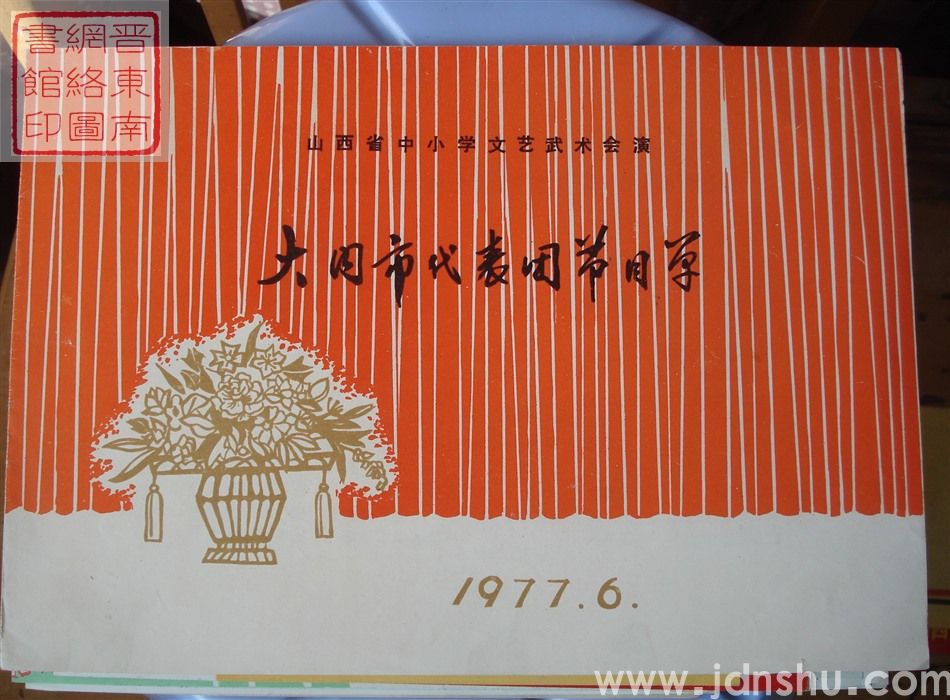 晋東南
網絡圖
書館印
山西省中小学文艺武术会演
大同市代表团节目单
1977.6.
www.jdnshu.com